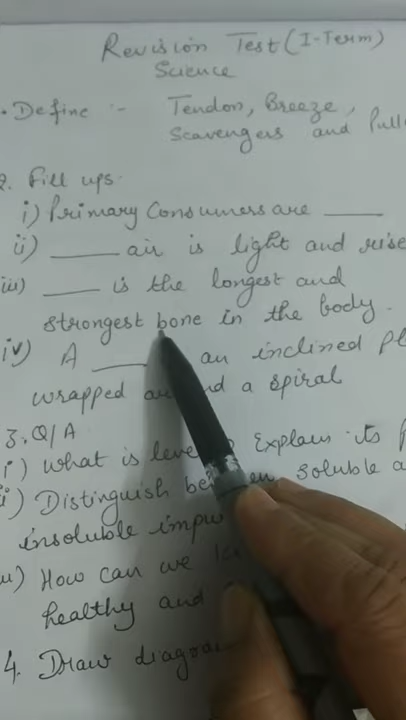 Revision Test (I-Term)
Science
. Define :- Tendon, Breeze,
Scavengers and
2. Fill ups.
i) Primary Consumers are ____
ii) ____ air is light and
iii) ____ is the longest and
strongest bone in the body.
iv) A ____ an inclined
wrapped a spiral
3. Q/A
i) What is Explain its
ii) Distinguish soluble
insoluble
iii) How can we
healthy and
4. Draw